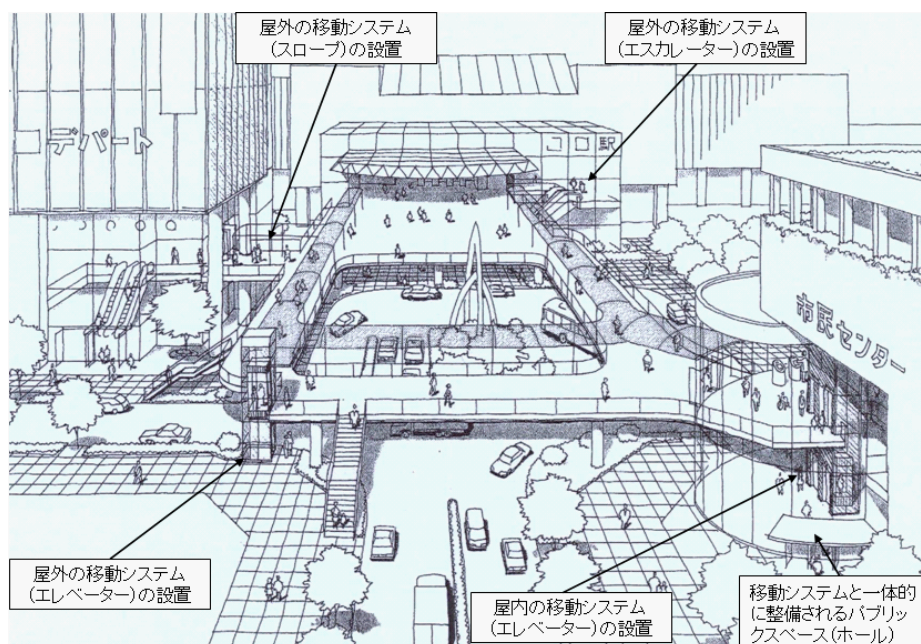 屋外の移動システム
(スロープ)の設置
屋外の移動システム
(エスカレーター)の設置
デパート
駅
市民センター
屋外の移動システム
(エレベーター)の設置
屋内の移動システム
(エレベーター)の設置
移動システムと一体的
に整備されるパブリッ
クスペース(ホール)